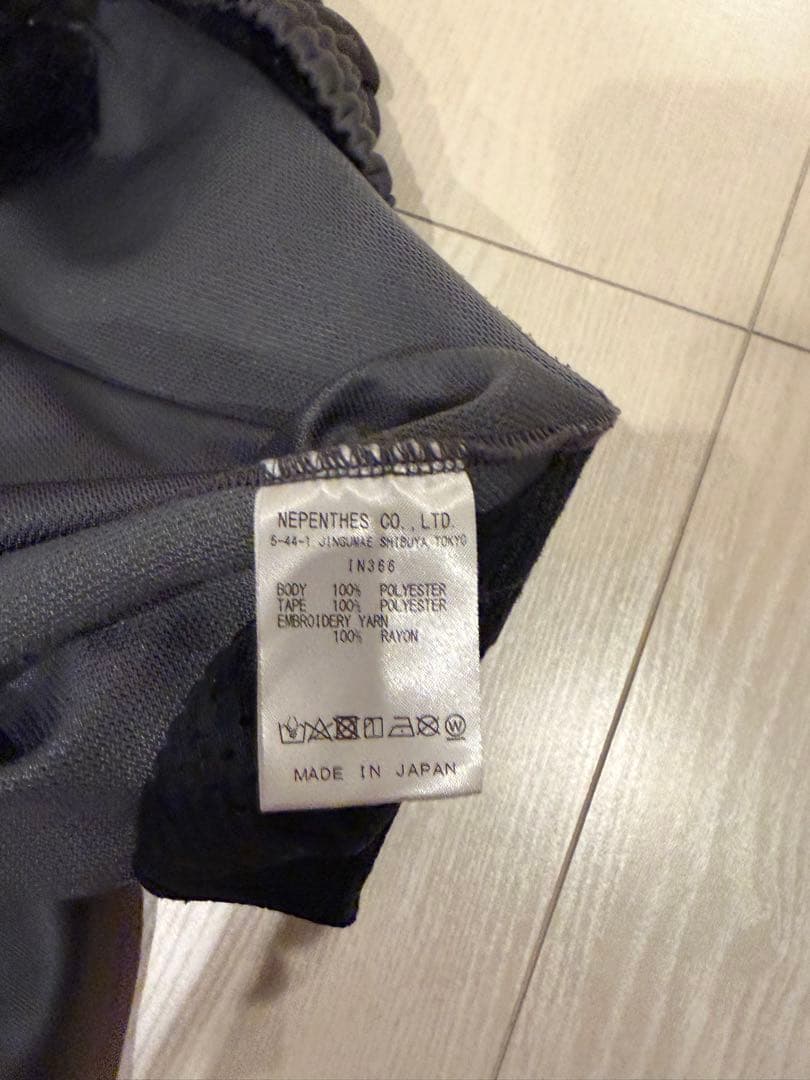 NEPENTHES CO.,LTD.
5-44-1 JINGUMAE SHIBUYA TOKYO
IN366
BODY 100% POLYESTER
TAPE 100% POLYESTER
EMBROIDERY YARN
100% RAYON
W
MADE IN JAPAN